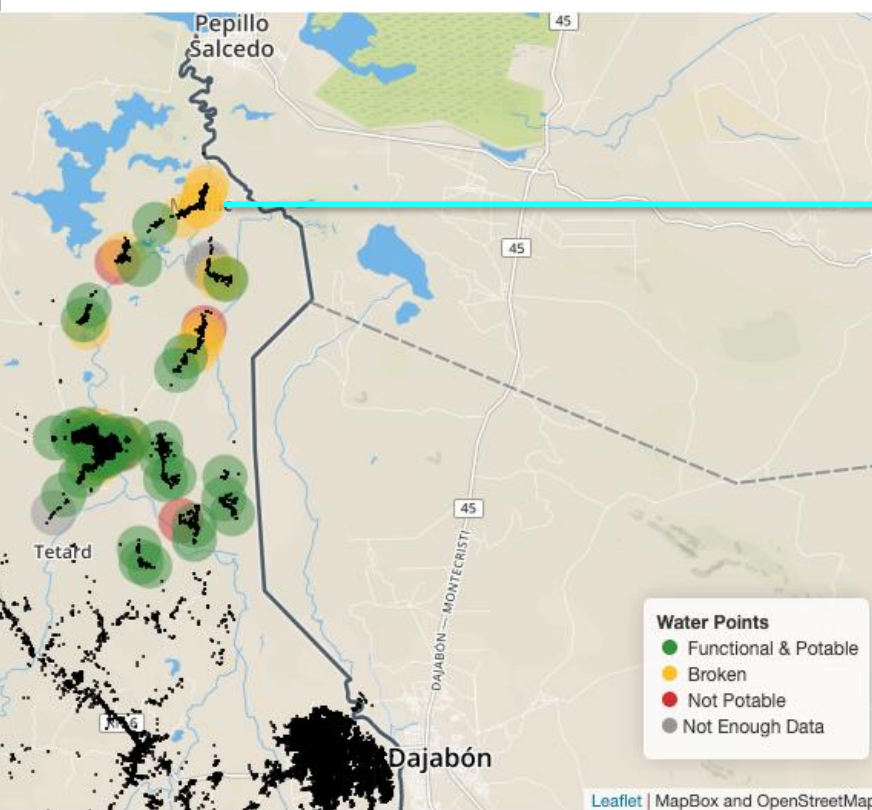 Pepillo
Salcedo
45
45
45
Tetard
DAJABÓN — MONTECRISTI
Dajabón
Water Points
Functional & Potable
Broken
Not Potable
Not Enough Data
Leaflet | MapBox and OpenStreetMap